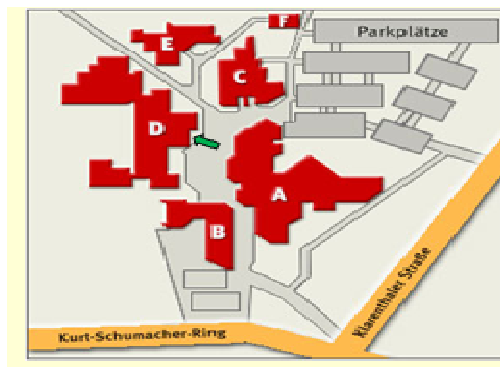 F
Parkplätze
E
C
D
A
B
Klarenthaler Straße
Kurt-Schumacher-Ring